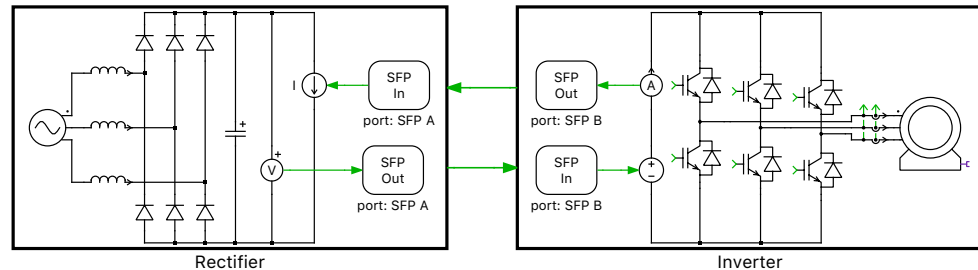 I
SFP
In
port: SFP A
V
SFP
Out
port: SFP A
Rectifier
SFP
Out
port: SFP B
A
SFP
In
port: SFP B
Inverter